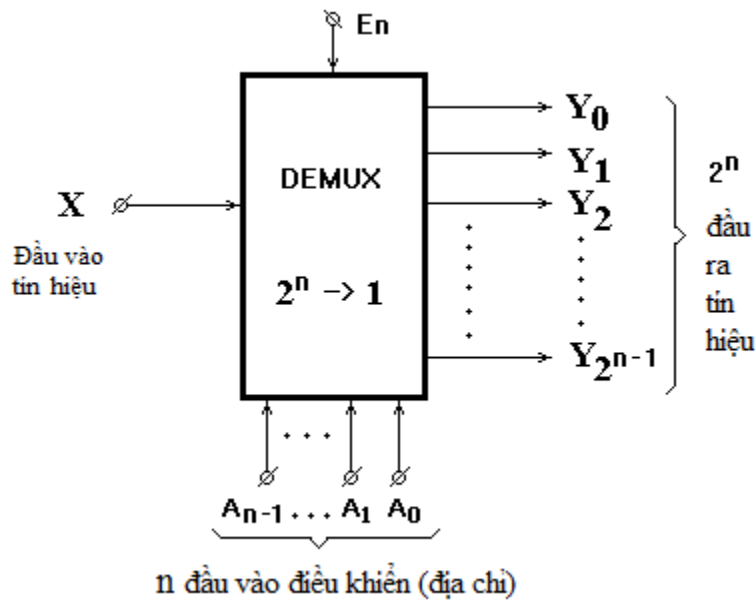 En
Y₀
Y₁
DEMUX
2ⁿ
X
Y₂
Đầu vào
tín hiệu
đầu
ra
tín
hiệu
2ⁿ -> 1
Y₂ⁿ⁻¹
Aₙ₋₁ ... A₁ A₀
n đầu vào điều khiển (địa chỉ)